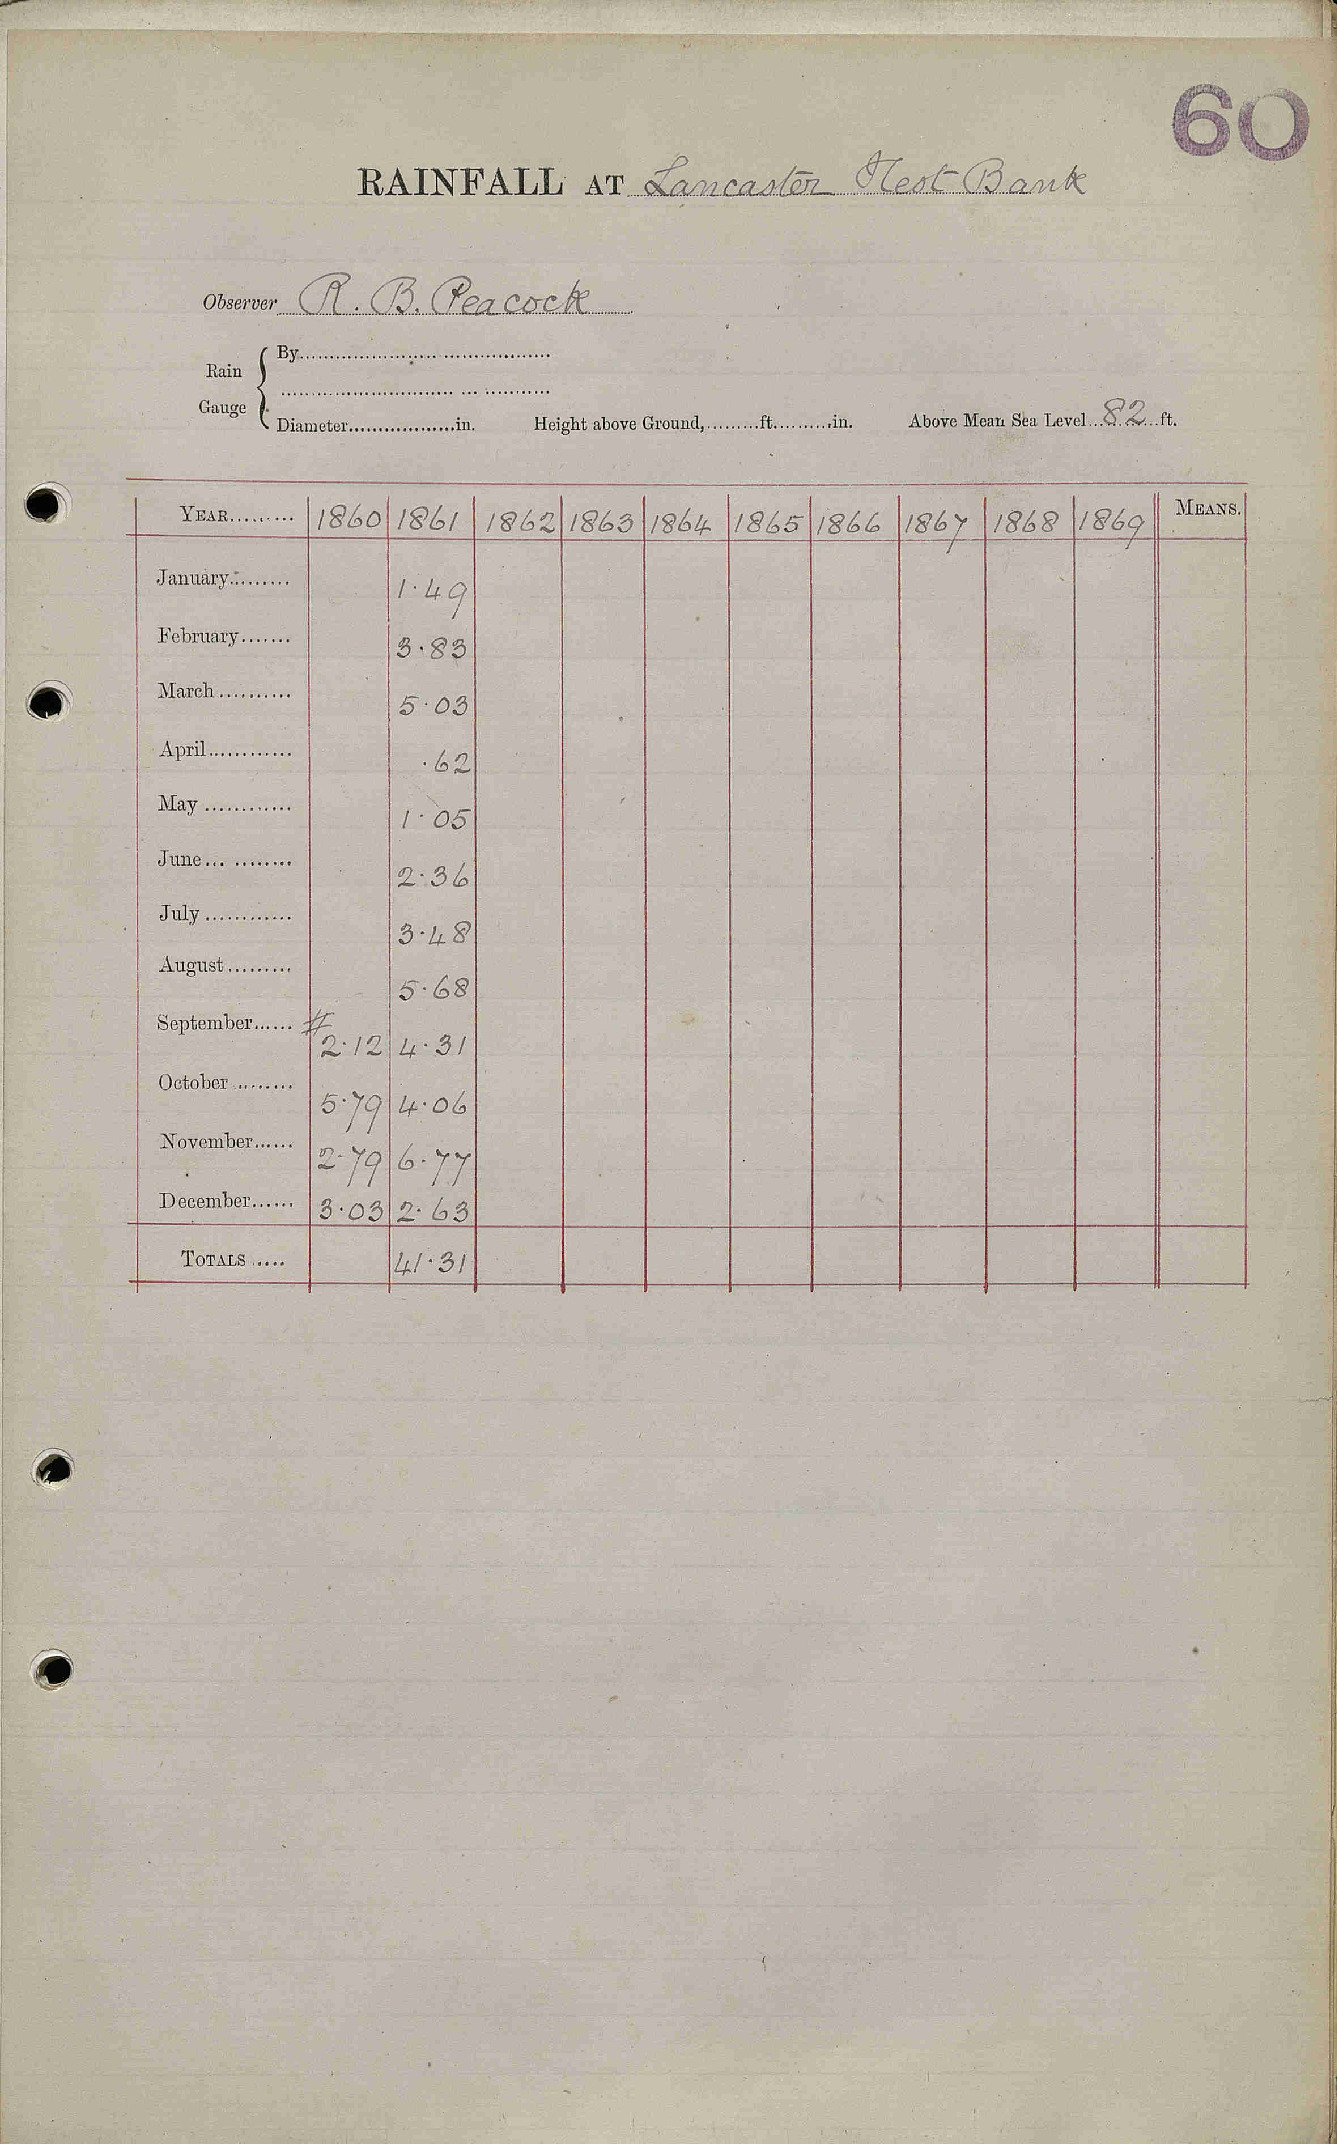 60
RAINFALL AT Lancaster Hest Bank
Observer R. B. Peacock
Rain Gauge
By
Diameter in. Height above Ground, ft. in. Above Mean Sea Level 82 ft.
YEAR 1860 1861 1862 1863 1864 1865 1866 1867 1868 1869 MEANS.
January 1.49
February 3.83
March 5.03
April .62
May 1.05
June 2.36
July 3.48
August 5.68
September # 2.12 4.31
October 5.79 4.06
November 2.79 6.77
December 3.03 2.63
TOTALS 41.31